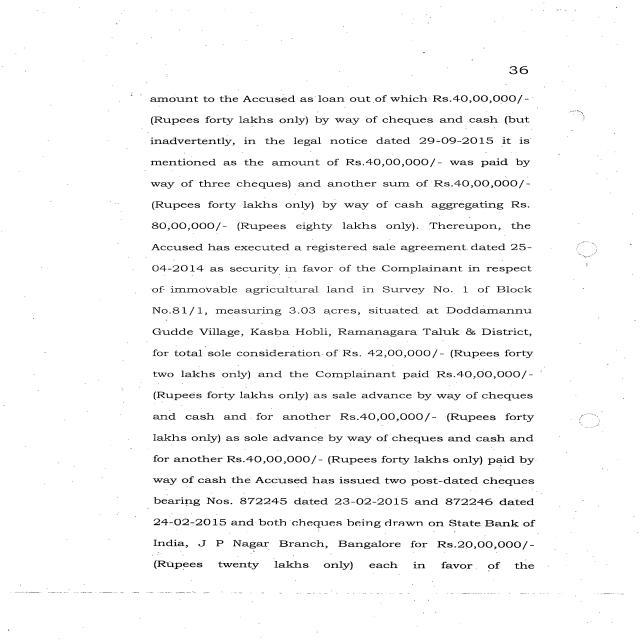 36
amount to the Accused as loan out of which Rs.40,00,000/-
(Rupees forty lakhs only) by way of cheques and cash (but
inadvertently, in the legal notice dated 29-09-2015 it is
mentioned as the amount of Rs.40,00,000/- was paid by
way of three cheques) and another sum of Rs.40,00,000/-
(Rupees forty lakhs only) by way of cash aggregating Rs.
80,00,000/- (Rupees eighty lakhs only). Thereupon, the
Accused has executed a registered sale agreement dated 25-
04-2014 as security in favor of the Complainant in respect
of immovable agricultural land in Survey No. 1 of Block
No.81/1, measuring 3.03 acres, situated at Doddamannu
Gudde Village, Kasba Hobli, Ramanagara Taluk & District,
for total sole consideration of Rs. 42,00,000/- (Rupees forty
two lakhs only) and the Complainant paid Rs.40,00,000/-
(Rupees forty lakhs only) as sale advance by way of cheques
and cash and for another Rs.40,00,000/- (Rupees forty
lakhs only) as sole advance by way of cheques and cash and
for another Rs.40,00,000/- (Rupees forty lakhs only) paid by
way of cash the Accused has issued two post-dated cheques
bearing Nos. 872245 dated 23-02-2015 and 872246 dated
24-02-2015 and both cheques being drawn on State Bank of
India, J P Nagar Branch, Bangalore for Rs.20,00,000/-
(Rupees twenty lakhs only) each in favor of the